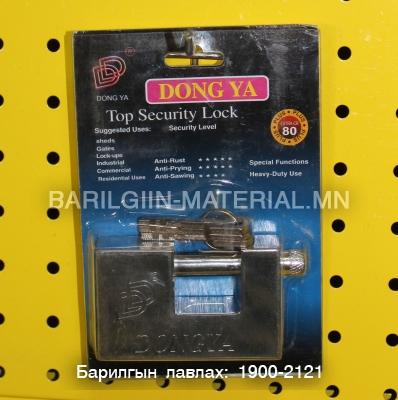 DONG YA
DONG YA
Top Security Lock
Suggested Uses: Security Level
sheds
Gates
Lock-ups
Industrial Anti-Rust ★★★★★ Special Functions
Commercial Anti-Prying ★★★★★
Residential Uses Anti-Sawing ★★★★ Heavy-Duty Use
80
BARILGIIN-MATERIAL.MN
DONGYA
Барилгын лавлах: 1900-2121